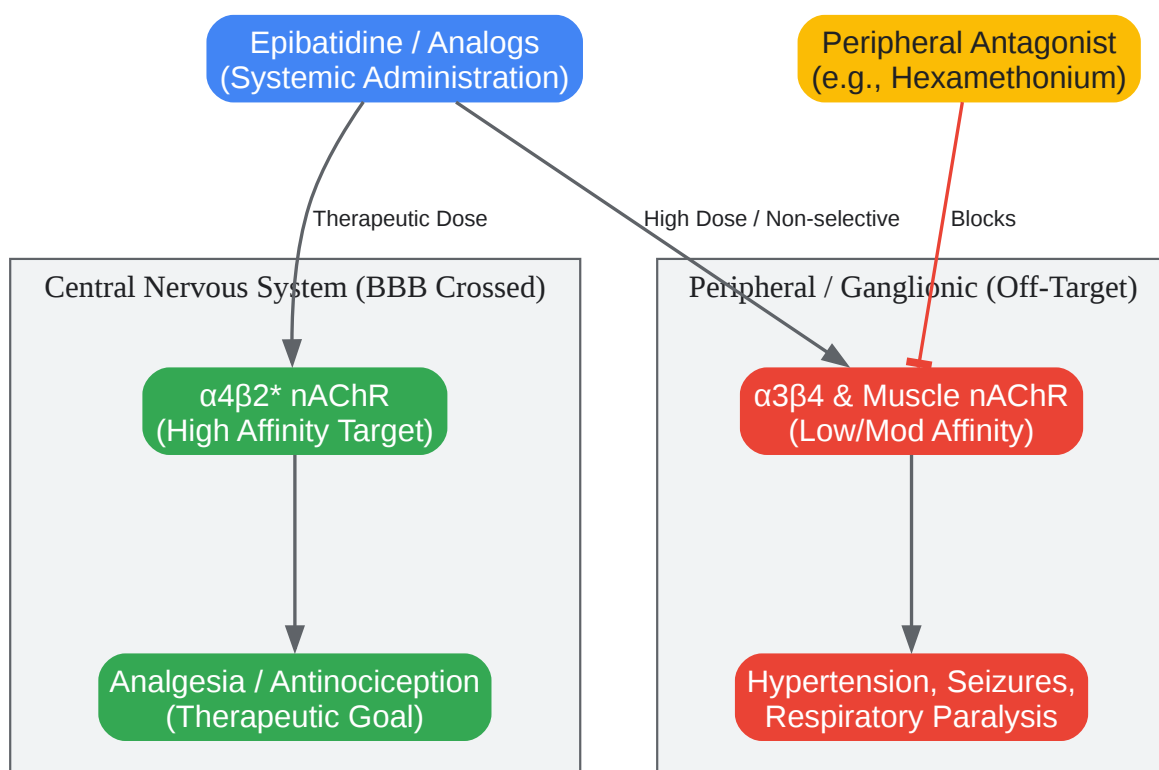 Epibatidine / Analogs
(Systemic Administration)
Peripheral Antagonist
(e.g., Hexamethonium)
Therapeutic Dose
High Dose / Non-selective
Blocks
Central Nervous System (BBB Crossed)
Peripheral / Ganglionic (Off-Target)
α4β2* nAChR
(High Affinity Target)
α3β4 & Muscle nAChR
(Low/Mod Affinity)
Analgesia / Antinociception
(Therapeutic Goal)
Hypertension, Seizures,
Respiratory Paralysis